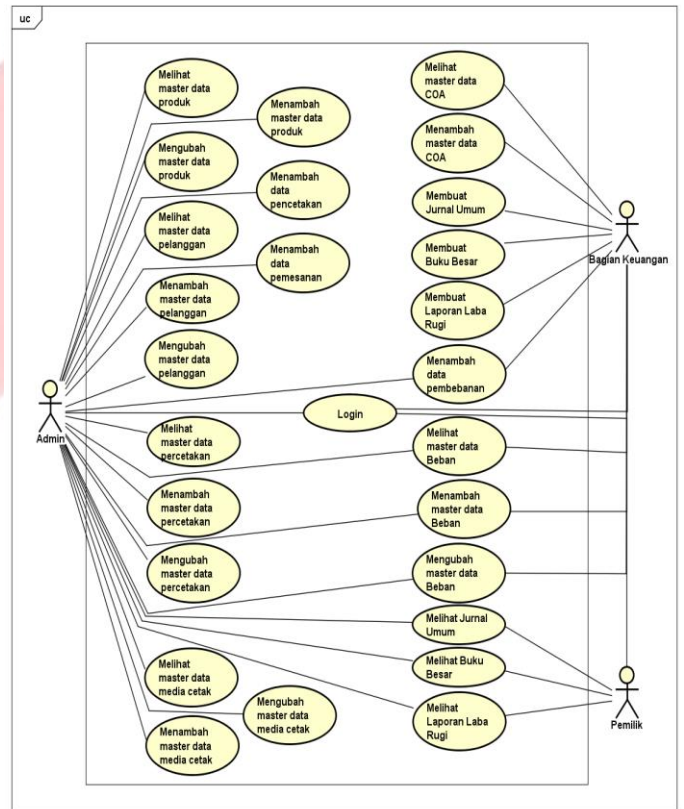 uc
Melihat
master data
produk
Menambah
master data
produk
Mengubah
master data
produk
Menambah
data
pencetakan
Melihat
master data
pelanggan
Menambah
data
pemesanan
Menambah
master data
pelanggan
Mengubah
master data
pelanggan
Melihat
master data
COA
Menambah
master data
COA
Membuat
Jurnal Umum
Membuat
Buku Besar
Membuat
Laporan Laba
Rugi
Menambah
data
pembebanan
Bagian Keuangan
Login
Admin
Melihat
master data
percetakan
Menambah
master data
percetakan
Mengubah
master data
percetakan
Melihat
master data
Beban
Menambah
master data
Beban
Mengubah
master data
Beban
Melihat Jurnal
Umum
Melihat Buku
Besar
Melihat
Laporan Laba
Rugi
Melihat
master data
media cetak
Mengubah
master data
media cetak
Menambah
master data
media cetak
Pemilik